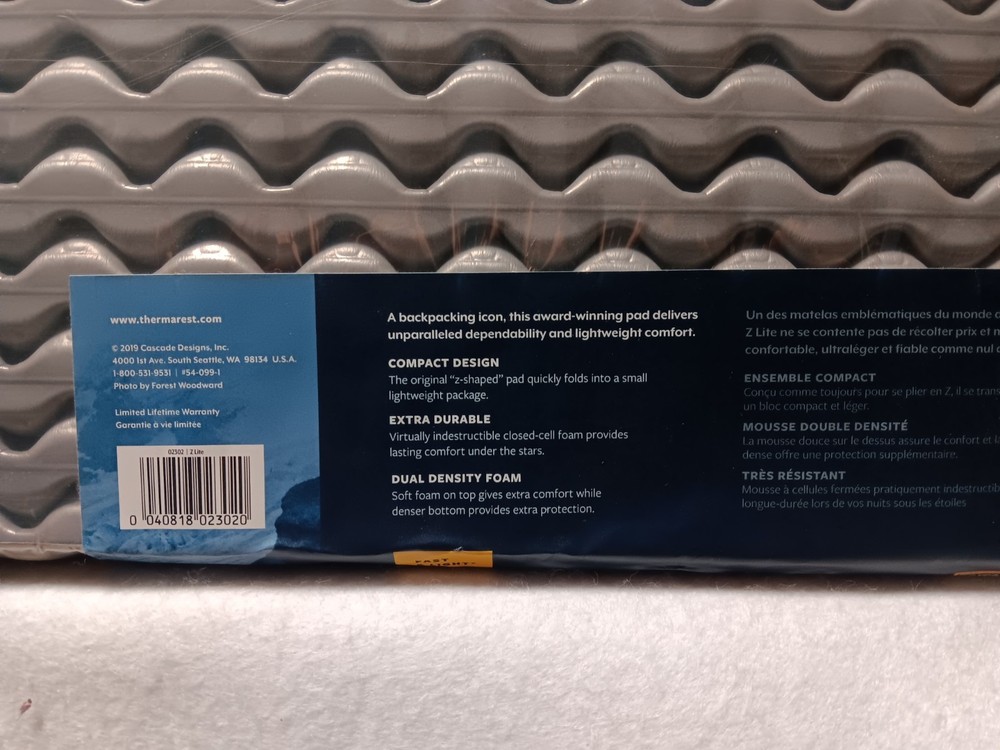 www.thermarest.com
© 2019 Cascade Designs, Inc.
4000 1st Ave. South Seattle, WA 98134 U.S.A.
1-800-531-9531 | #54-099-1
Photo by Forest Woodward
Limited Lifetime Warranty
Garantie à vie limitée
02302 | Z Lite
0 040818 023020
A backpacking icon, this award-winning pad delivers
unparalleled dependability and lightweight comfort.
COMPACT DESIGN
The original “z-shaped” pad quickly folds into a small
lightweight package.
EXTRA DURABLE
Virtually indestructible closed-cell foam provides
lasting comfort under the stars.
DUAL DENSITY FOAM
Soft foam on top gives extra comfort while
denser bottom provides extra protection.
FAST
Un des matelas emblématiques du monde
Z Lite ne se contente pas de récolter prix et
confortable, ultraléger et fiable comme nul
ENSEMBLE COMPACT
Conçu comme toujours pour se plier en Z, il se
un bloc compact et léger.
MOUSSE DOUBLE DENSITÉ
La mousse douce sur le dessus assure le confort et
dense offre une protection supplémentaire.
TRÈS RÉSISTANT
Mousse à cellules fermées pratiquement
longue-durée lors de vos nuits sous les étoiles